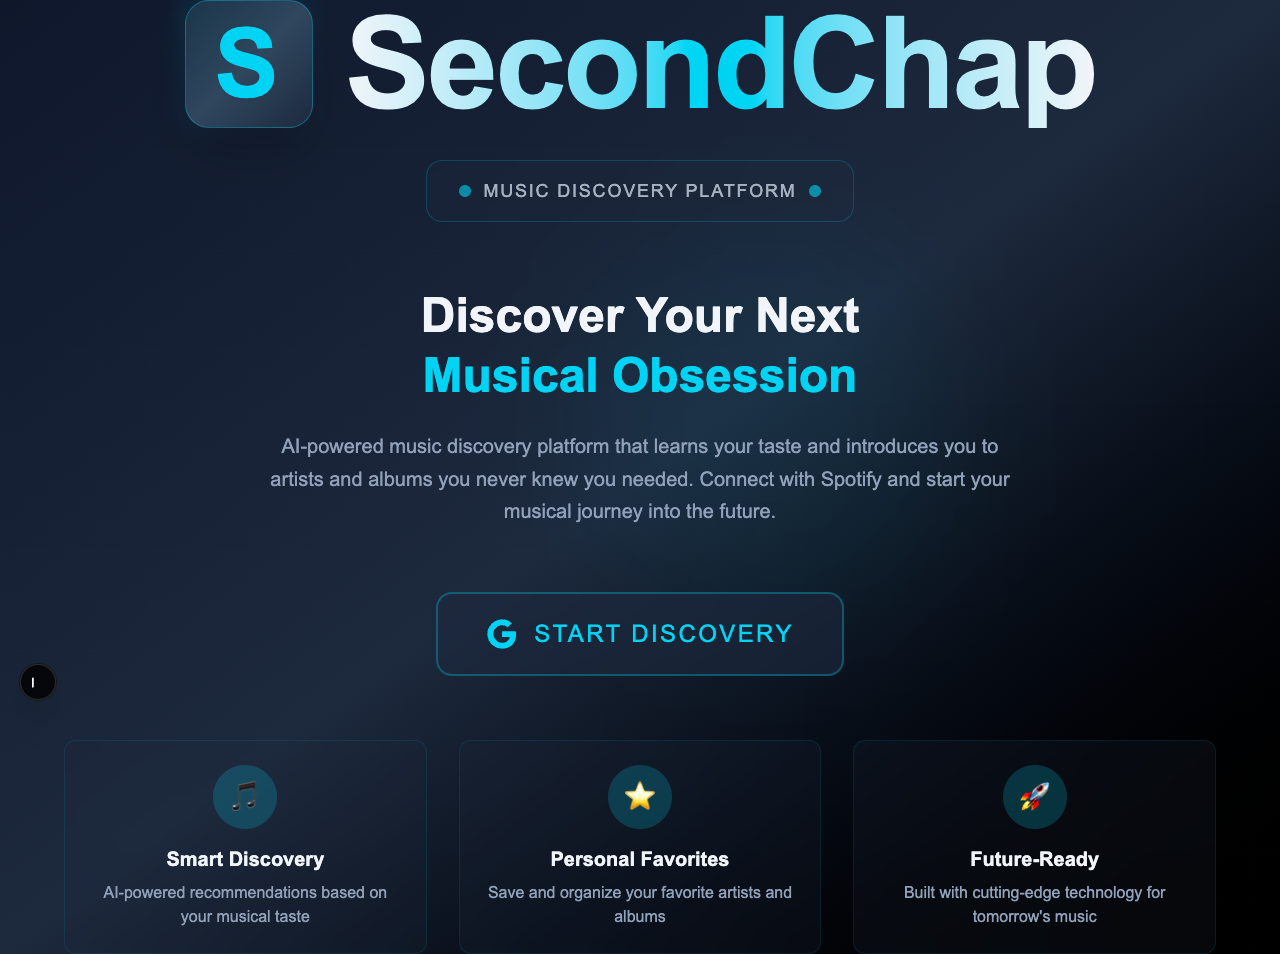 S SecondChap
MUSIC DISCOVERY PLATFORM
Discover Your Next
Musical Obsession
AI-powered music discovery platform that learns your taste and introduces you to
artists and albums you never knew you needed. Connect with Spotify and start your
musical journey into the future.
G START DISCOVERY
Smart Discovery
AI-powered recommendations based on
your musical taste
Personal Favorites
Save and organize your favorite artists and
albums
Future-Ready
Built with cutting-edge technology for
tomorrow's music